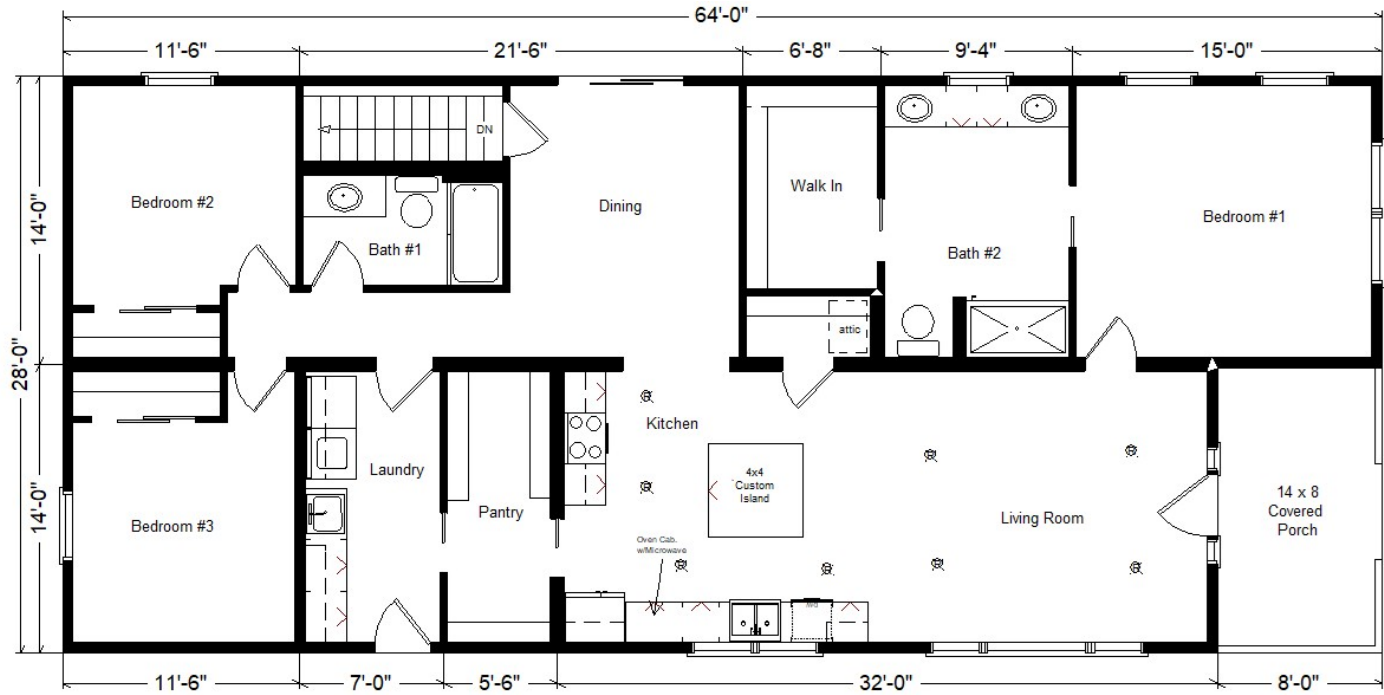 64'-0"
11'-6"
21'-6"
6'-8"
9'-4"
15'-0"
28'-0"
14'-0"
14'-0"
DN
Bedroom #2
Bath #1
Dining
Walk In
Bath #2
Bedroom #1
attic
Kitchen
Laundry
Pantry
4x4
Custom
Island
Living Room
14 x 8
Covered
Porch
Bedroom #3
Oven Cab.
w/Microwave
11'-6"
7'-0"
5'-6"
32'-0"
8'-0"